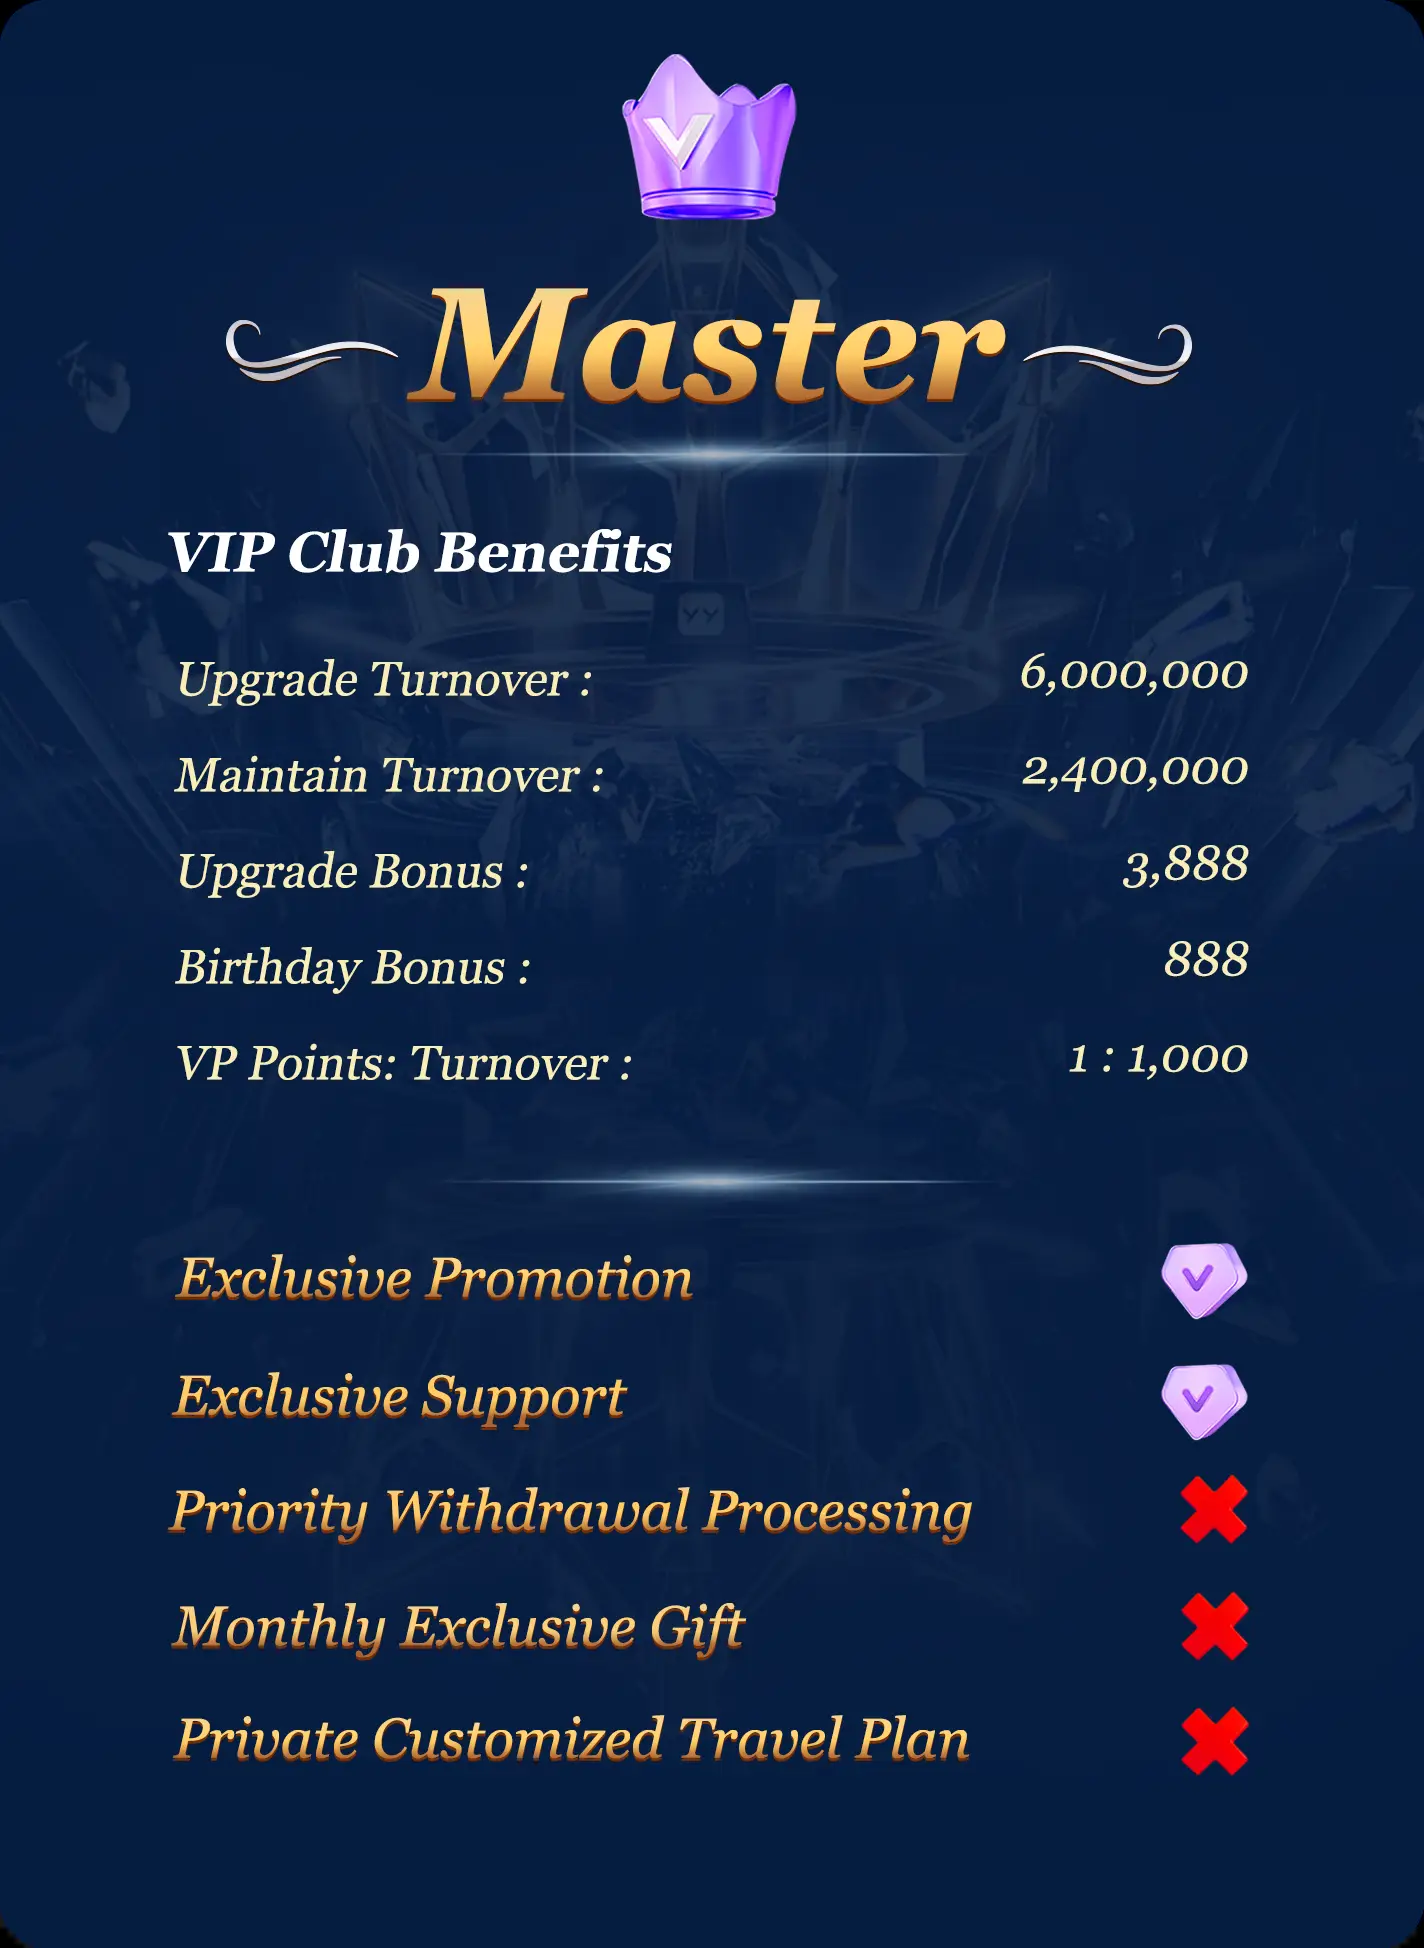 V
Master
VIP Club Benefits
Upgrade Turnover : 6,000,000
Maintain Turnover : 2,400,000
Upgrade Bonus : 3,888
Birthday Bonus : 888
VP Points: Turnover : 1 : 1,000
Exclusive Promotion
Exclusive Support
Priority Withdrawal Processing
Monthly Exclusive Gift
Private Customized Travel Plan